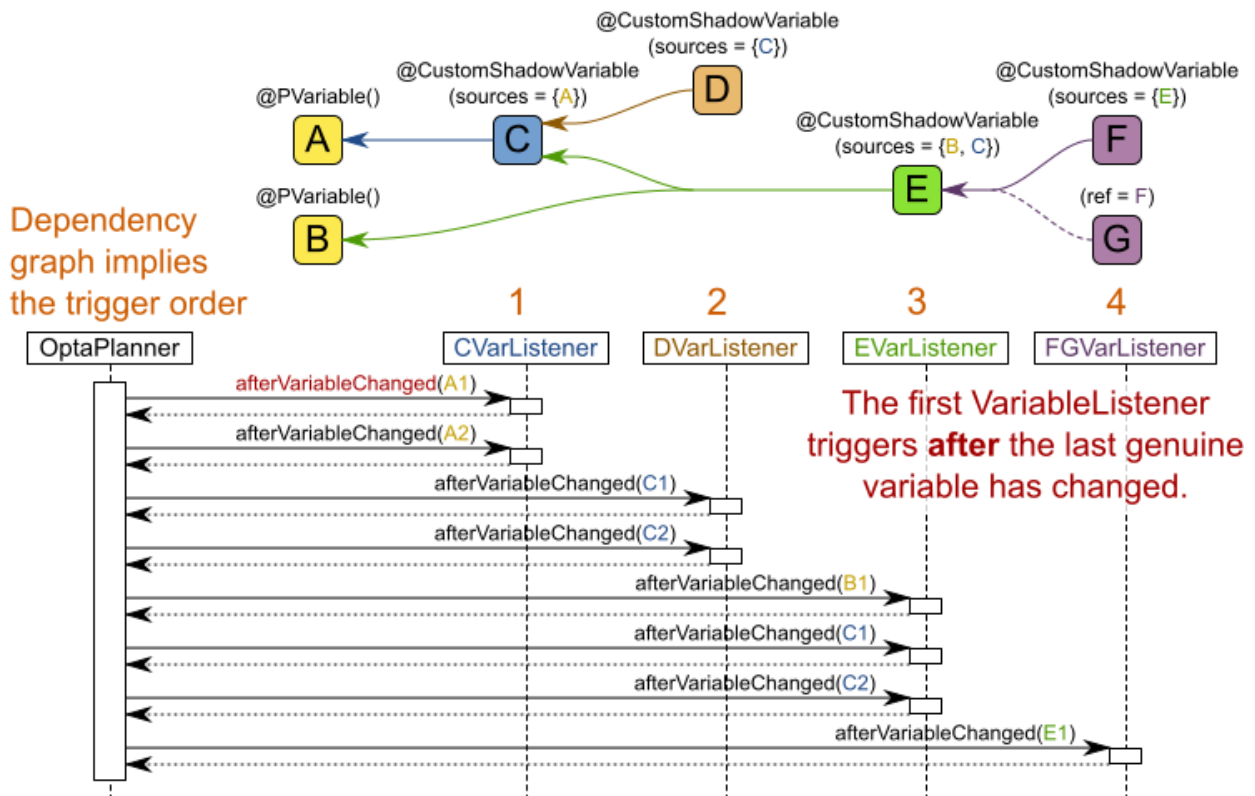 @CustomShadowVariable
(sources = {C})
D
@CustomShadowVariable
(sources = {A})
C
@PVariable()
A
@CustomShadowVariable
(sources = {E})
F
@CustomShadowVariable
(sources = {B, C})
E
@PVariable()
B
(ref = F)
G
Dependency
graph implies
the trigger order
1
2
3
4
OptaPlanner
CVarListener
DVarListener
EVarListener
FGVarListener
afterVariableChanged(A1)
afterVariableChanged(A2)
The first VariableListener
triggers after the last genuine
variable has changed.
afterVariableChanged(C1)
afterVariableChanged(C2)
afterVariableChanged(B1)
afterVariableChanged(C1)
afterVariableChanged(C2)
afterVariableChanged(E1)